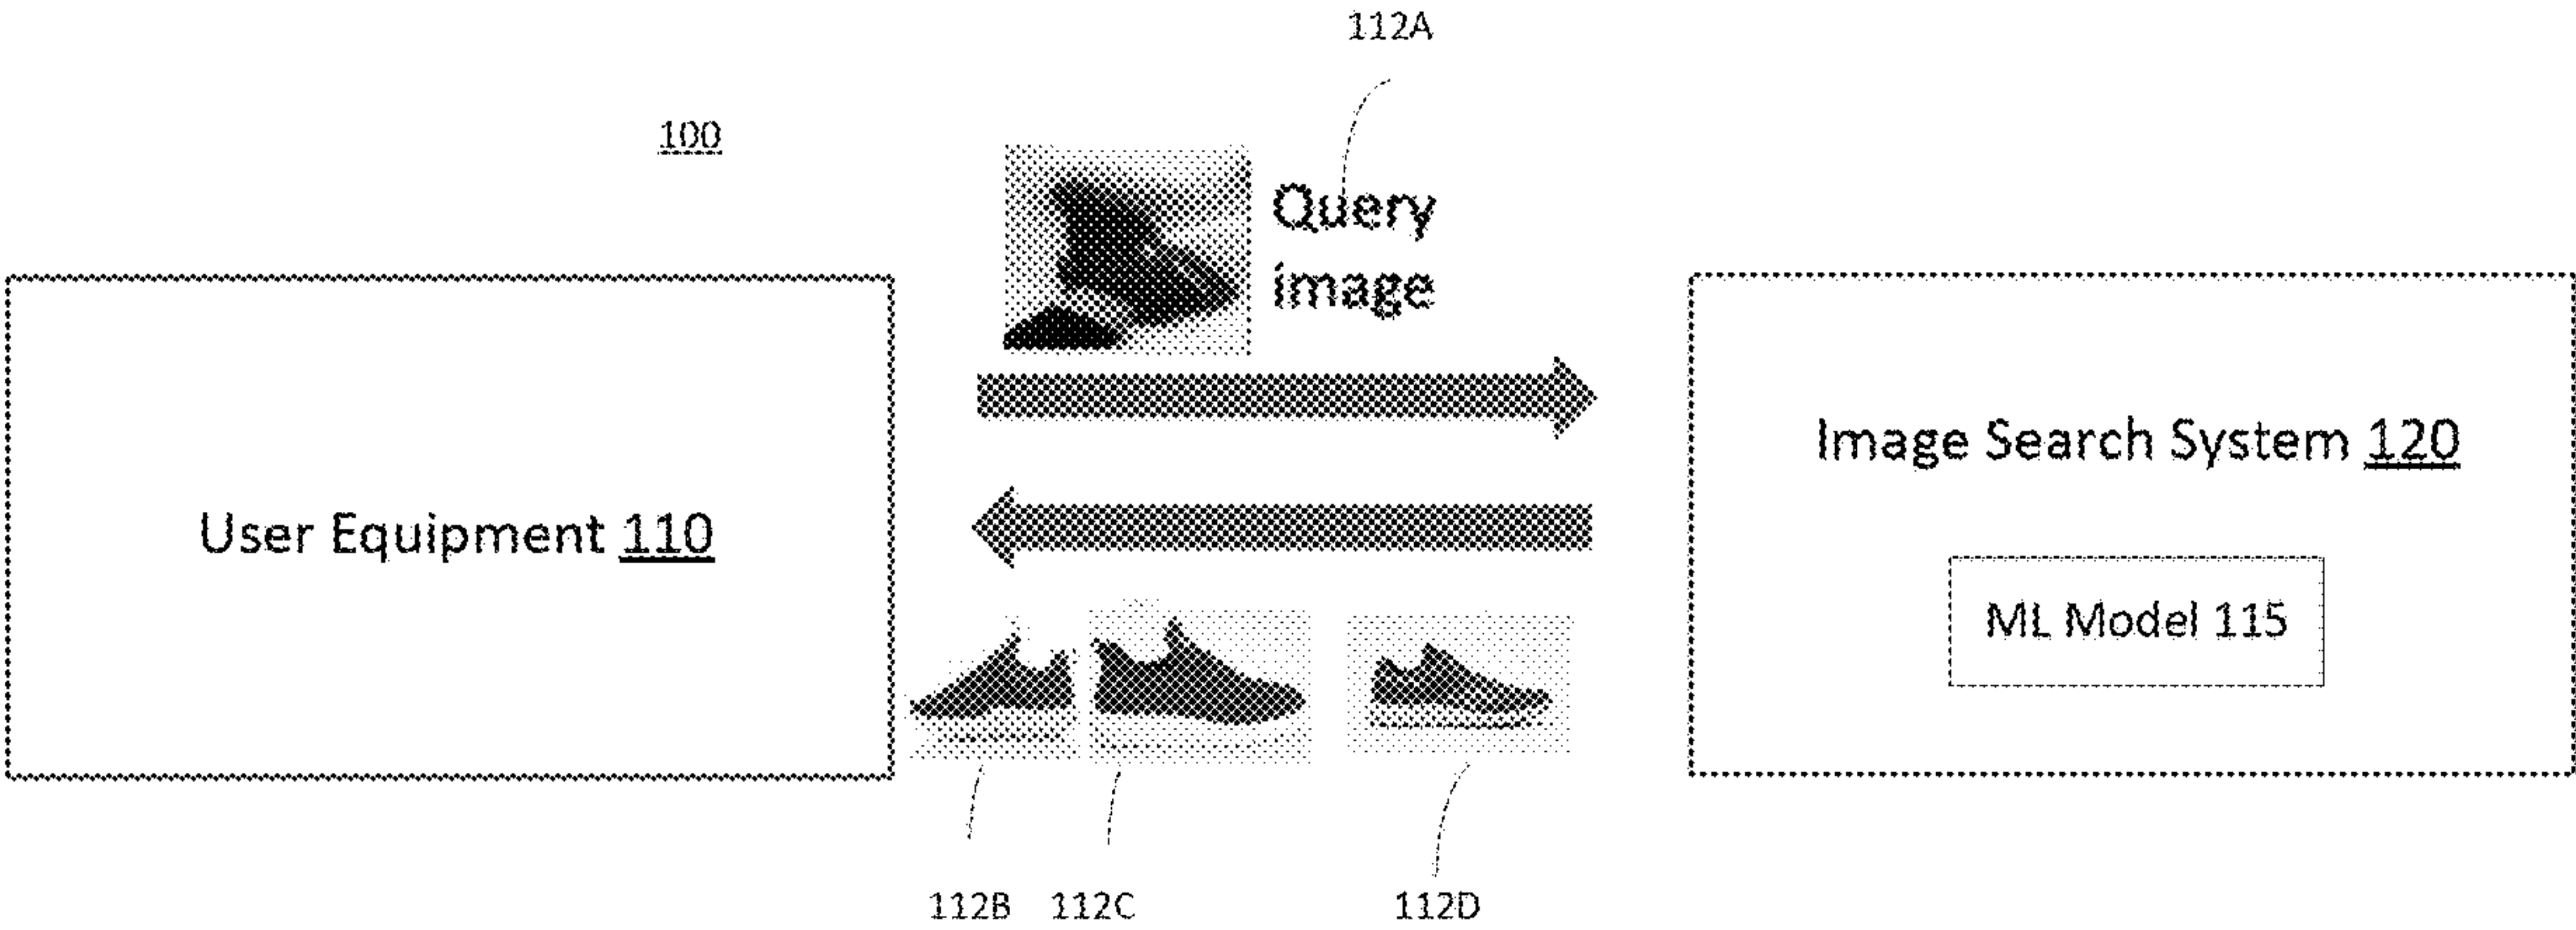 112A
100
Query
image
User Equipment 110
Image Search System 120
ML Model 115
112B
112C
112D